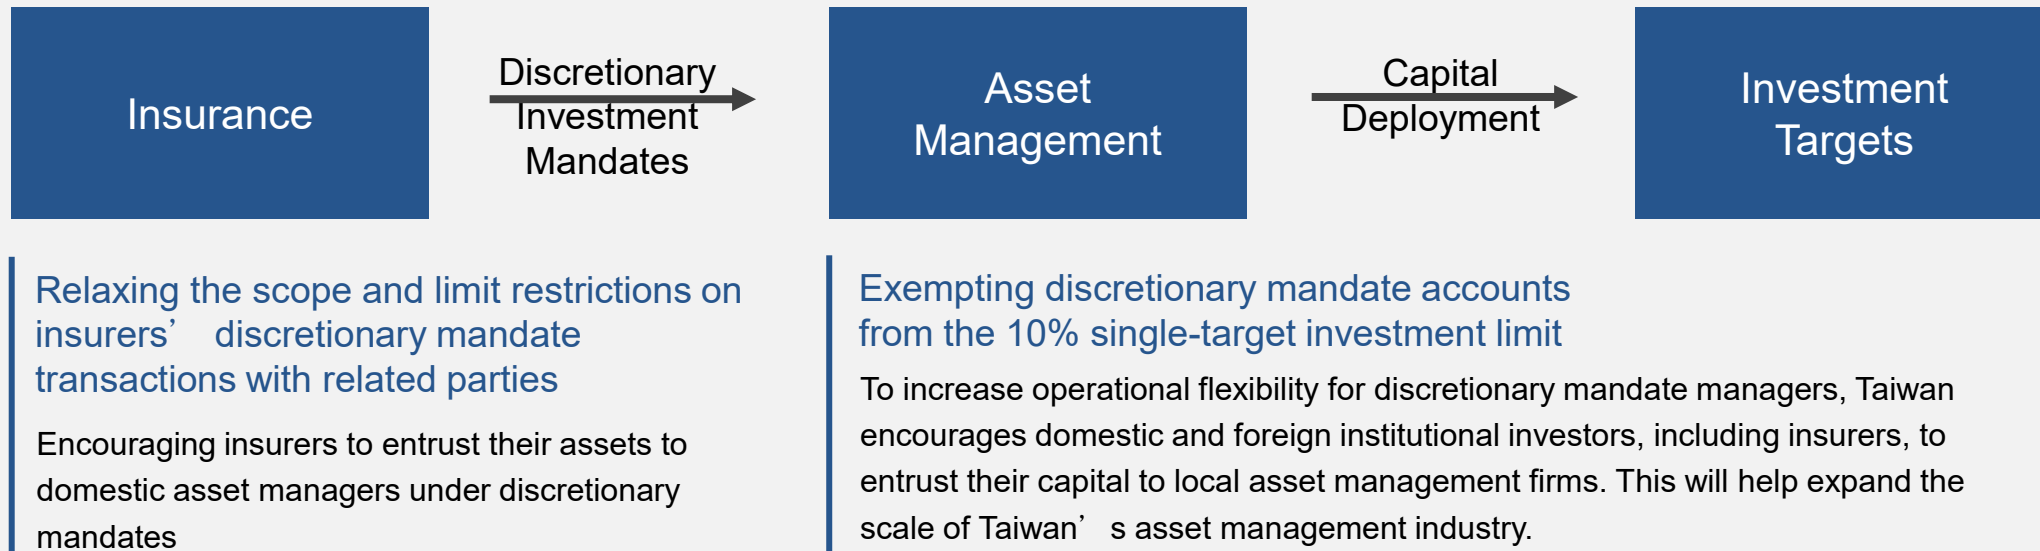 Insurance
Discretionary
Investment
Mandates
Asset
Management
Capital
Deployment
Investment
Targets
Relaxing the scope and limit restrictions on
insurers’ discretionary mandate
transactions with related parties
Encouraging insurers to entrust their assets to
domestic asset managers under discretionary
mandates
Exempting discretionary mandate accounts
from the 10% single-target investment limit
To increase operational flexibility for discretionary mandate managers, Taiwan
encourages domestic and foreign institutional investors, including insurers, to
entrust their capital to local asset management firms. This will help expand the
scale of Taiwan’ s asset management industry.